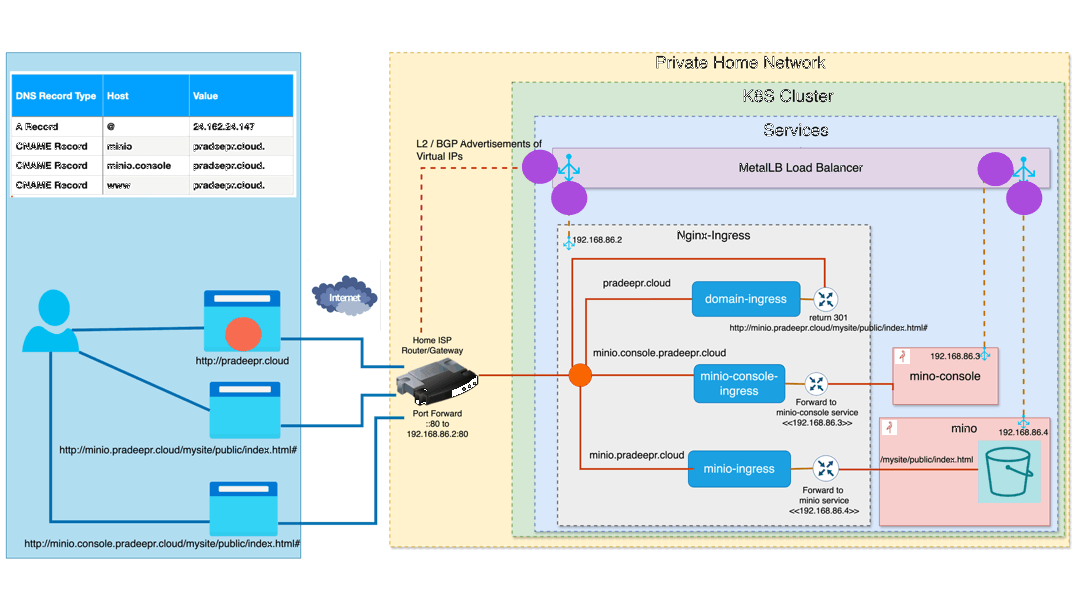 Private Home Network
K8S Cluster
Services
MetalLB Load Balancer
DNS Record Type Host Value
A Record @ 24.162.24.147
CNAME Record minio pradeepr.cloud.
CNAME Record minio.console pradeepr.cloud.
CNAME Record www pradeepr.cloud.
L2 / BGP Advertisements of
Virtual IPs
192.168.86.2
Nginx-Ingress
pradeepr.cloud
domain-ingress
return 301
http://minio.pradeepr.cloud/mysite/public/index.html#
Internet
http://pradeepr.cloud
Home ISP
Router/Gateway
Port Forward
::80 to
192.168.86.2:80
minio.console.pradeepr.cloud
minio-console-
ingress
Forward to
minio-console service
<<192.168.86.3>>
192.168.86.3
mino-console
http://minio.pradeepr.cloud/mysite/public/index.html#
minio.pradeepr.cloud
minio-ingress
Forward to
minio service
<<192.168.86.4>>
mino
192.168.86.4
/mysite/public/index.html
http://minio.console.pradeepr.cloud/mysite/public/index.html#